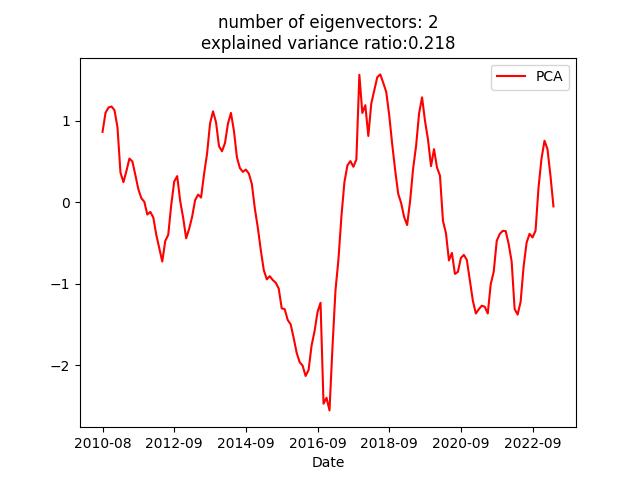 number of eigenvectors: 2
explained variance ratio:0.218
PCA
1
0
−1
−2
2010-08 2012-09 2014-09 2016-09 2018-09 2020-09 2022-09
Date